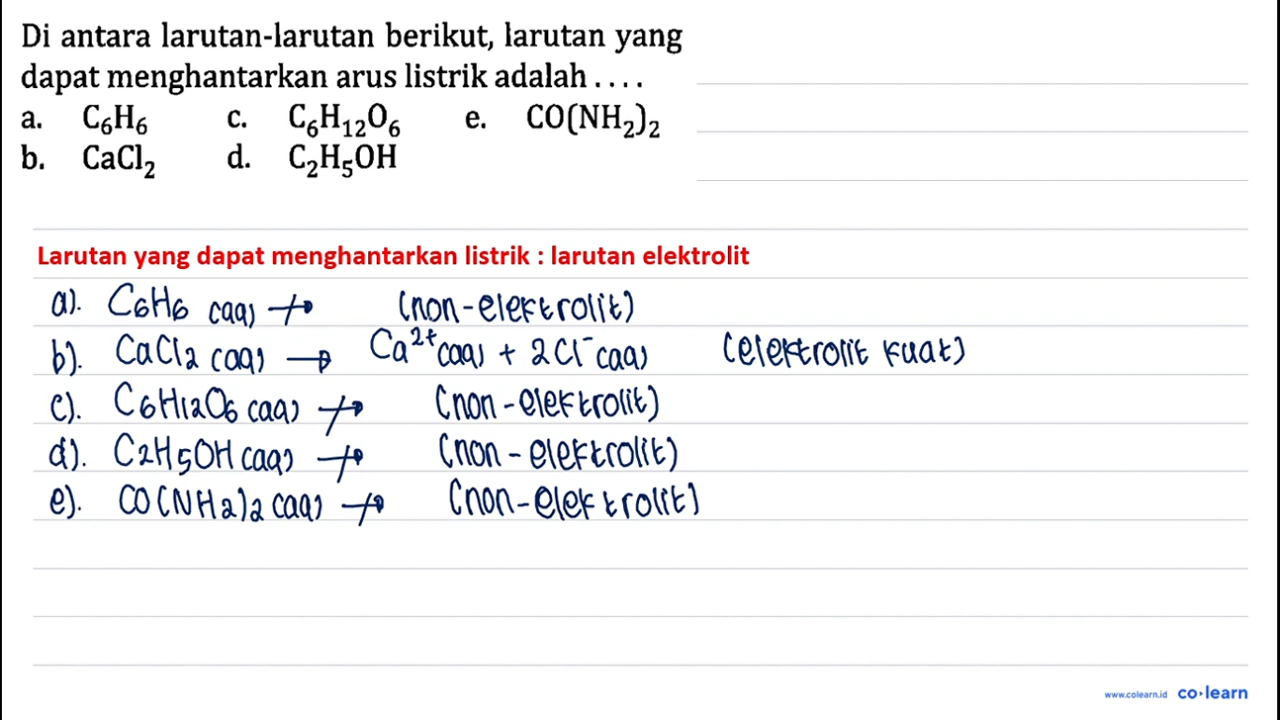 Di antara larutan-larutan berikut, larutan yang
dapat menghantarkan arus listrik adalah . . . .
a. C₆H₆ c. C₆H₁₂O₆ e. CO(NH₂)₂
b. CaCl₂ d. C₂H₅OH
Larutan yang dapat menghantarkan listrik : larutan elektrolit
a). C₆H₆ (aq) ↛ (non-elektrolit)
b). CaCl₂ (aq) → Ca²⁺(aq) + 2Cl⁻(aq) (elektrolit kuat)
c). C₆H₁₂O₆ (aq) ↛ (non-elektrolit)
d). C₂H₅OH (aq) ↛ (non-elektrolit)
e). CO(NH₂)₂ (aq) ↛ (non-elektrolit)
www.colearn.id co·learn